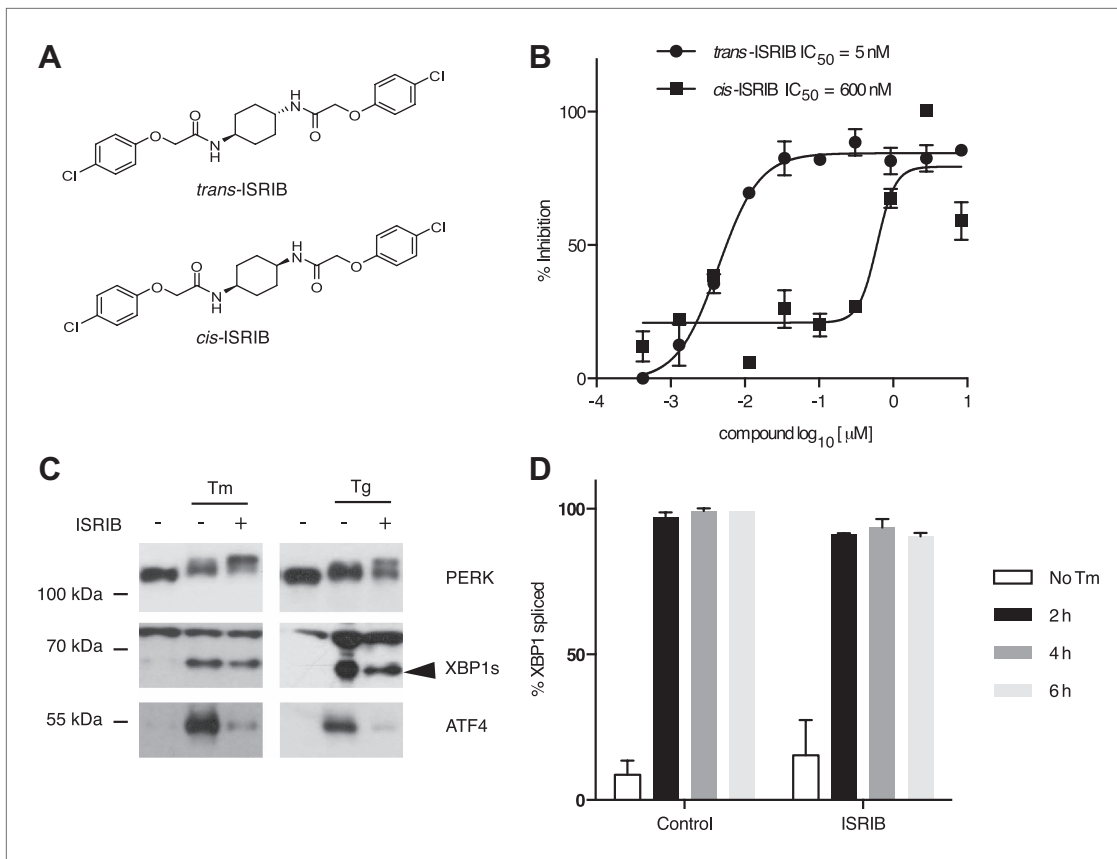 A
Cl
H
N
O
O
O
O
N
H
Cl
trans-ISRIB
Cl
H
N
O
O
O
O
N
H
Cl
cis-ISRIB
B
trans-ISRIB IC50 = 5 nM
cis-ISRIB IC50 = 600 nM
% Inhibition
100
50
0
-4 -3 -2 -1 0 1
compound log10 [ µM]
C
Tm Tg
ISRIB - - + - - +
PERK
100 kDa
70 kDa
XBP1s
55 kDa
ATF4
D
% XBP1 spliced
100
50
0
Control ISRIB
No Tm
2 h
4 h
6 h